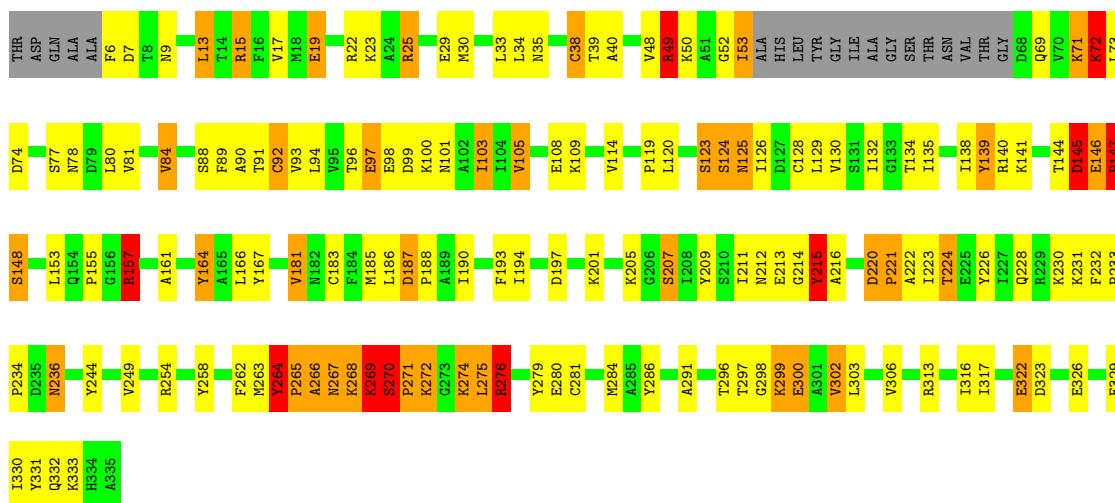 THR ASP GLN ALA ALA F6 D7 T8 N9 L13 T14 R15 F16 V17 M18 E19 R22 K23 A24 R25 E29 M30 L33 L34 N35 C38 T39 A40 V48 R49 K50 A51 G52 I53 ALA HIS LEU TYR GLY ILE ALA GLY SER THR ASN VAL THR GLY D68 Q69 V70 K71 K72 L73
D74 S77 N78 D79 L80 V81 V84 S88 F89 A90 T91 C92 V93 L94 V95 T96 E97 E98 D99 K100 N101 A102 I103 I104 V105 E108 K109 V114 P119 L120 S123 S124 N125 I126 D127 C128 L129 V130 S131 I132 G133 T134 I135 I138 Y139 R140 K141 T144 D145 E146
S148 L153 Q154 P155 G156 R157 A161 Y164 A165 L166 Y167 V181 N182 C183 F184 M185 L186 D187 P188 A189 I190 F193 I194 D197 K201 K205 G206 S207 I208 Y209 S210 I211 N212 E213 G214 Y215 A216 D220 P221 A222 I223 T224 E225 Y226 I227 Q228 R229 K230 K231 F232
P234 D235 N236 Y244 V249 R254 Y258 F262 M263 Y264 P265 A266 N267 K268 K269 S270 P271 K272 G273 K274 L275 R276 Y279 E280 C281 M284 A285 Y286 A291 T296 T297 G298 K299 E300 A301 V302 L303 V306 R313 I316 I317 E322 D323 E326
I330 Y331 Q332 K333 H334 A335